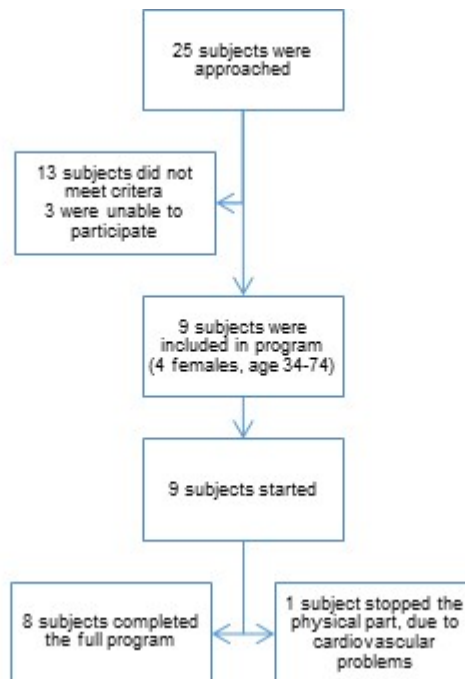 25 subjects were
approached
13 subjects did not
meet critera
3 were unable to
participate
9 subjects were
included in program
(4 females, age 34-74)
9 subjects started
8 subjects completed
the full program
1 subject stopped the
physical part, due to
cardiovascular
problems